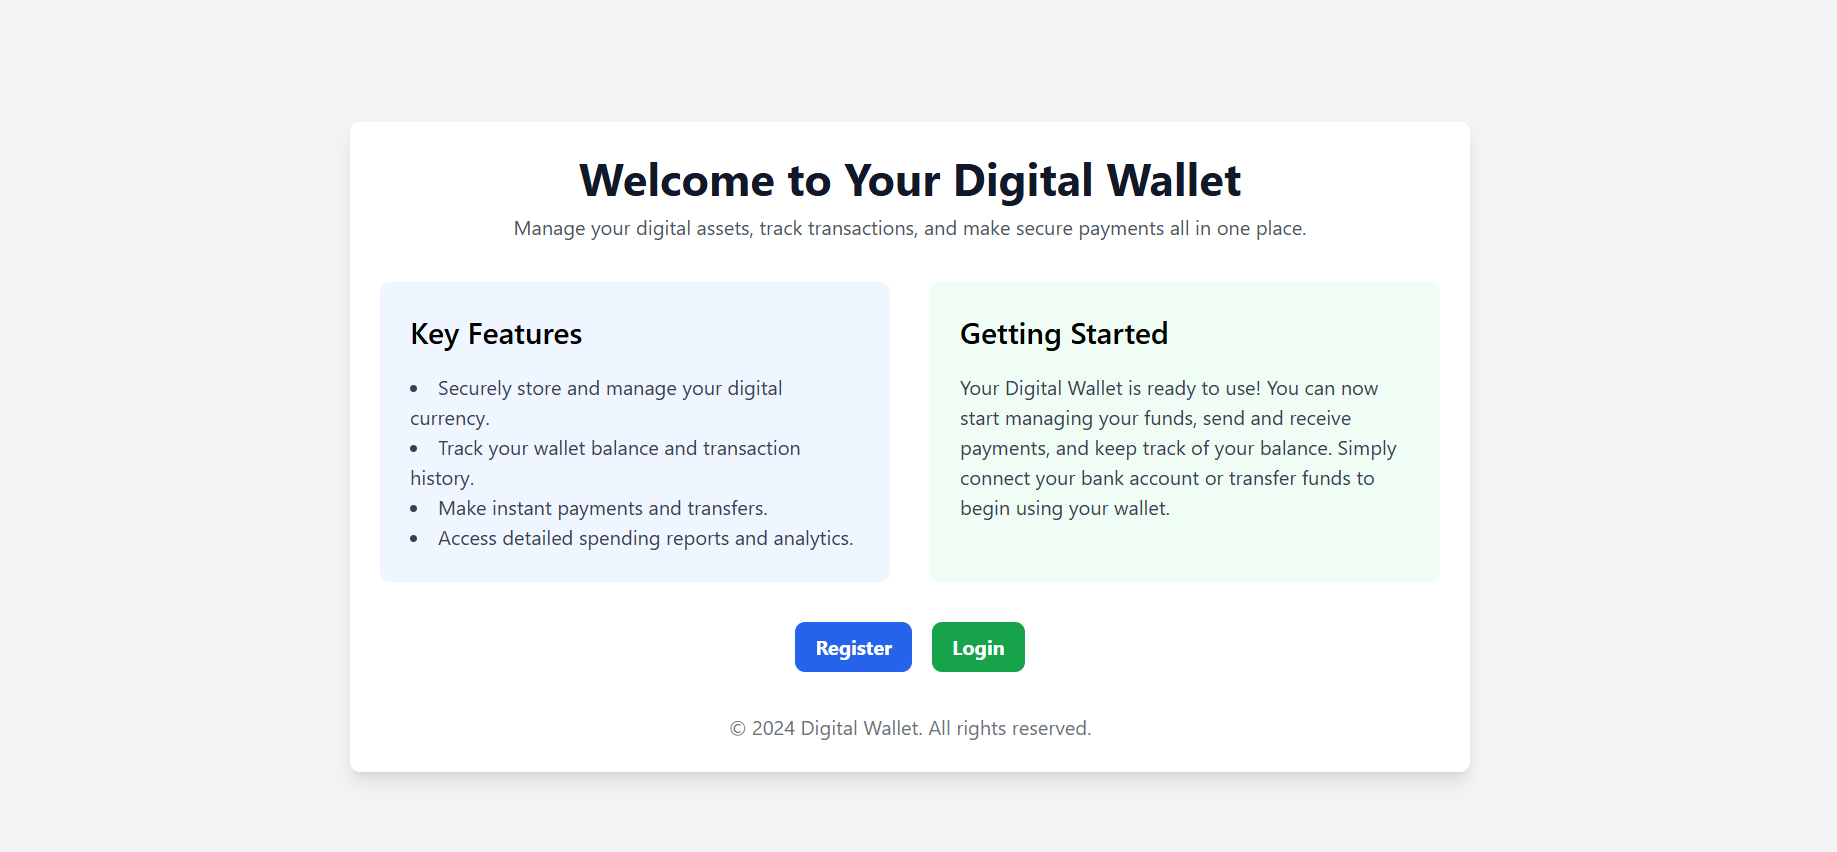 Welcome to Your Digital Wallet
Manage your digital assets, track transactions, and make secure payments all in one place.
Key Features
• Securely store and manage your digital
currency.
• Track your wallet balance and transaction
history.
• Make instant payments and transfers.
• Access detailed spending reports and analytics.
Getting Started
Your Digital Wallet is ready to use! You can now
start managing your funds, send and receive
payments, and keep track of your balance. Simply
connect your bank account or transfer funds to
begin using your wallet.
Register
Login
© 2024 Digital Wallet. All rights reserved.